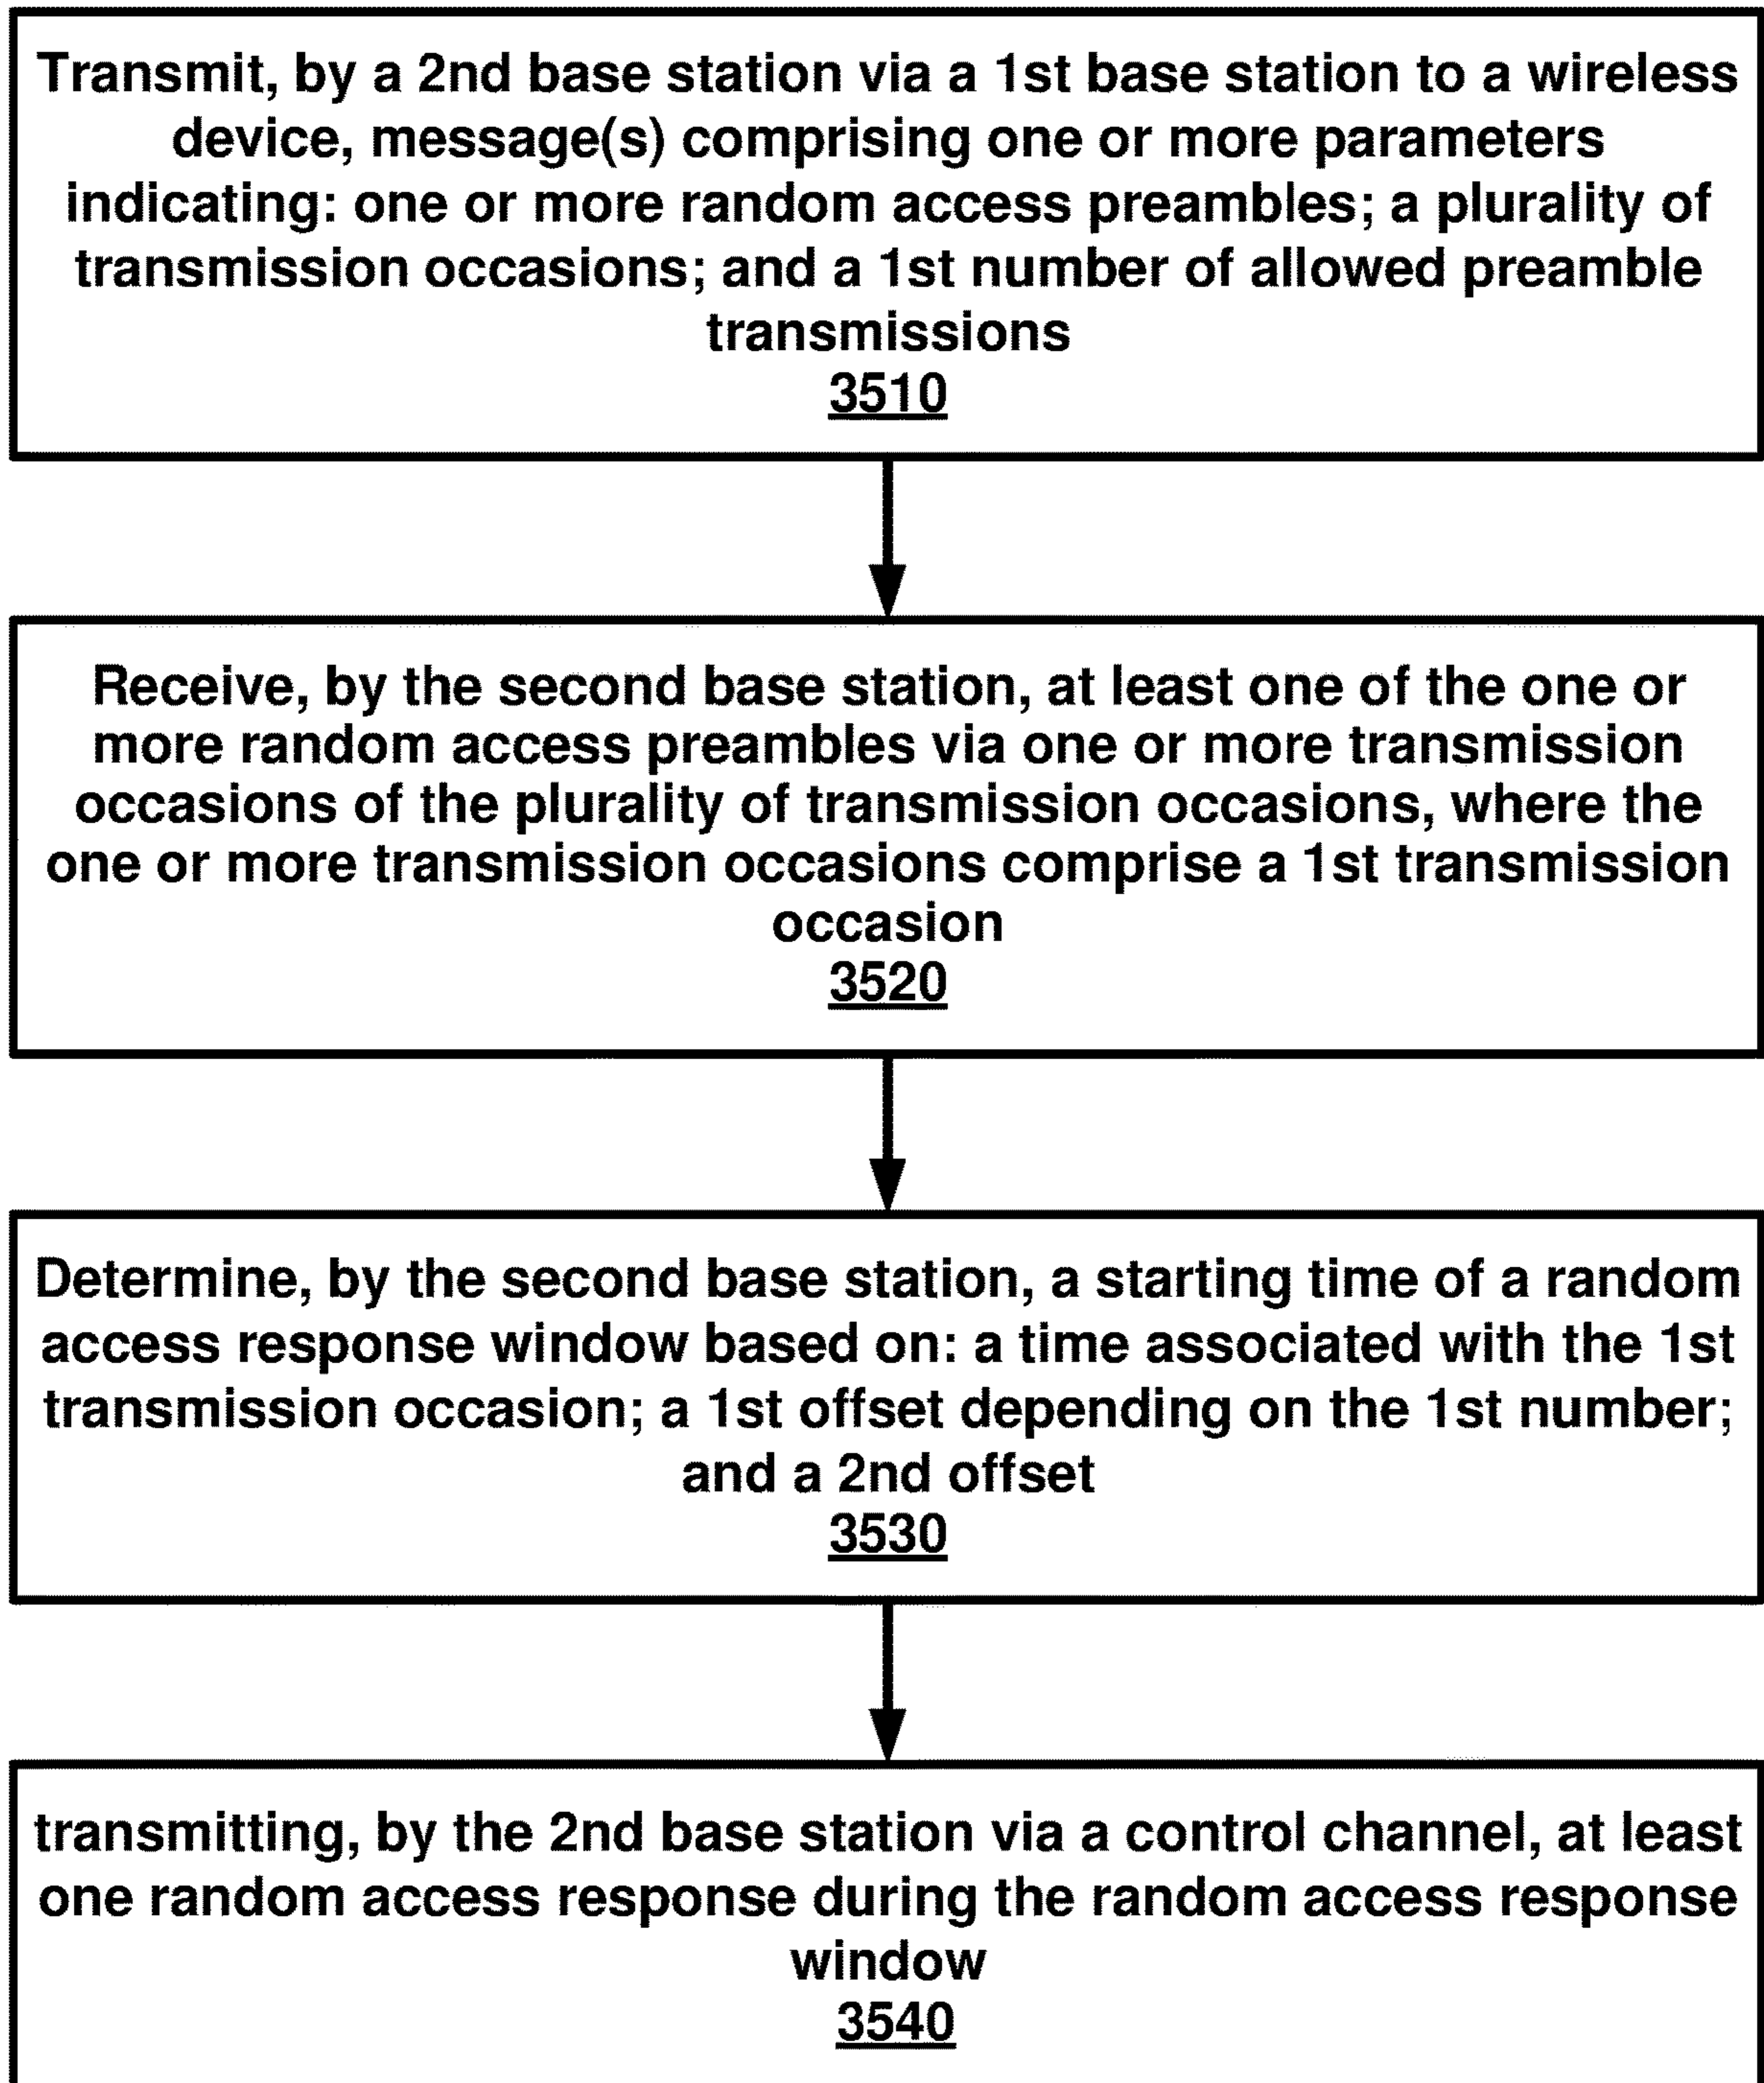 Transmit, by a 2nd base station via a 1st base station to a wireless
device, message(s) comprising one or more parameters
indicating: one or more random access preambles; a plurality of
transmission occasions; and a 1st number of allowed preamble
transmissions
3510
Receive, by the second base station, at least one of the one or
more random access preambles via one or more transmission
occasions of the plurality of transmission occasions, where the
one or more transmission occasions comprise a 1st transmission
occasion
3520
Determine, by the second base station, a starting time of a random
access response window based on: a time associated with the 1st
transmission occasion; a 1st offset depending on the 1st number;
and a 2nd offset
3530
transmitting, by the 2nd base station via a control channel, at least
one random access response during the random access response
window
3540